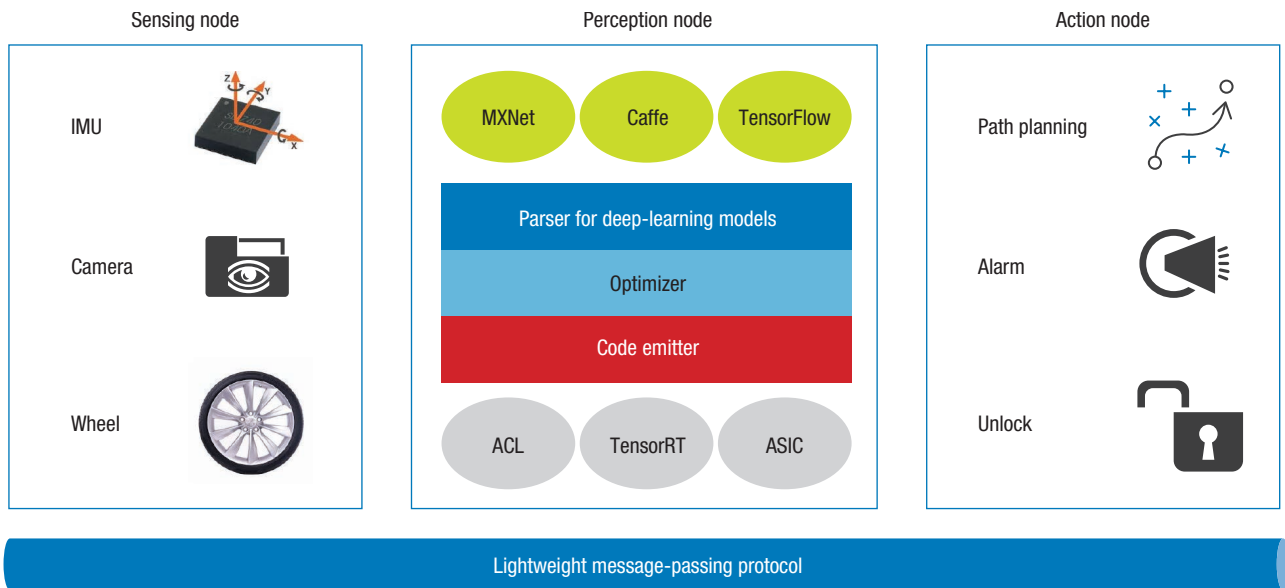 Sensing node
Perception node
Action node
IMU
Z
Y
X
MXNet
Caffe
TensorFlow
Path planning
Parser for deep-learning models
Camera
Optimizer
Alarm
Code emitter
Wheel
ACL
TensorRT
ASIC
Unlock
Lightweight message-passing protocol